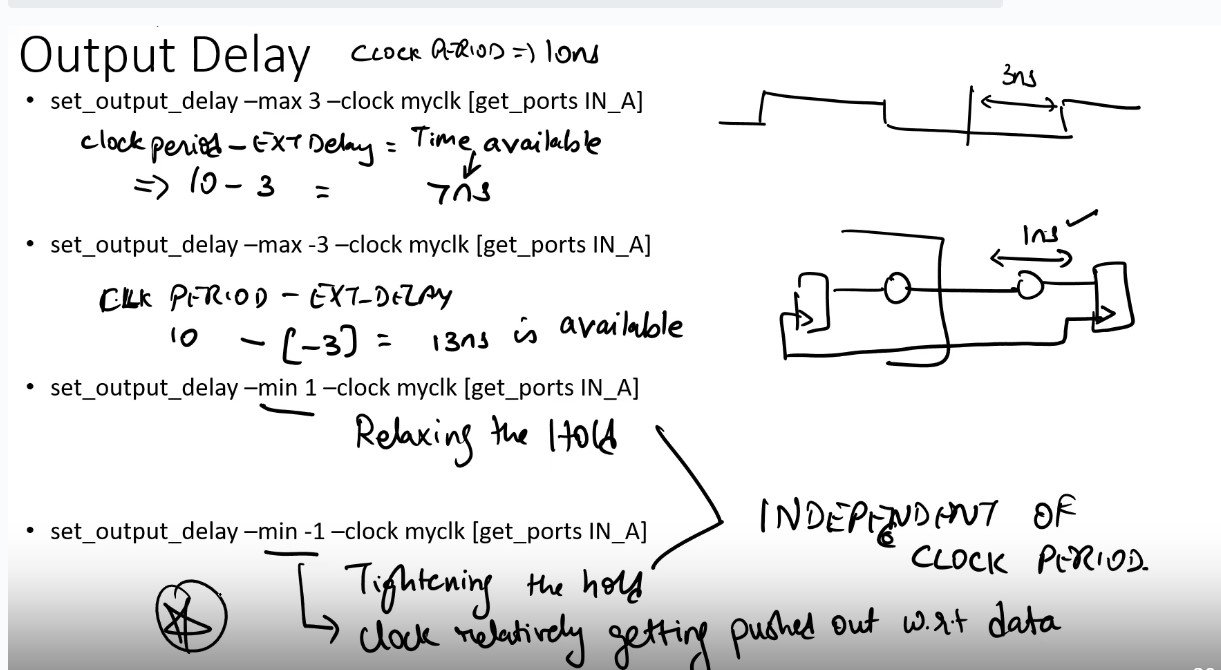 Output Delay CLOCK PERIOD => 10ns
3ns
• set_output_delay –max 3 –clock myclk [get_ports IN_A]
clock period - EXT Delay = Time available
=> 10 - 3 = 7ns
• set_output_delay –max -3 –clock myclk [get_ports IN_A]
1ns
CLK PERIOD - EXT-DELAY
10 - [-3] = 13ns is available
• set_output_delay –min 1 –clock myclk [get_ports IN_A]
Relaxing the Hold
• set_output_delay –min -1 –clock myclk [get_ports IN_A]
INDEPENDENT OF
CLOCK PERIOD.
Tightening the hold
clock relatively getting pushed out w.r.t data